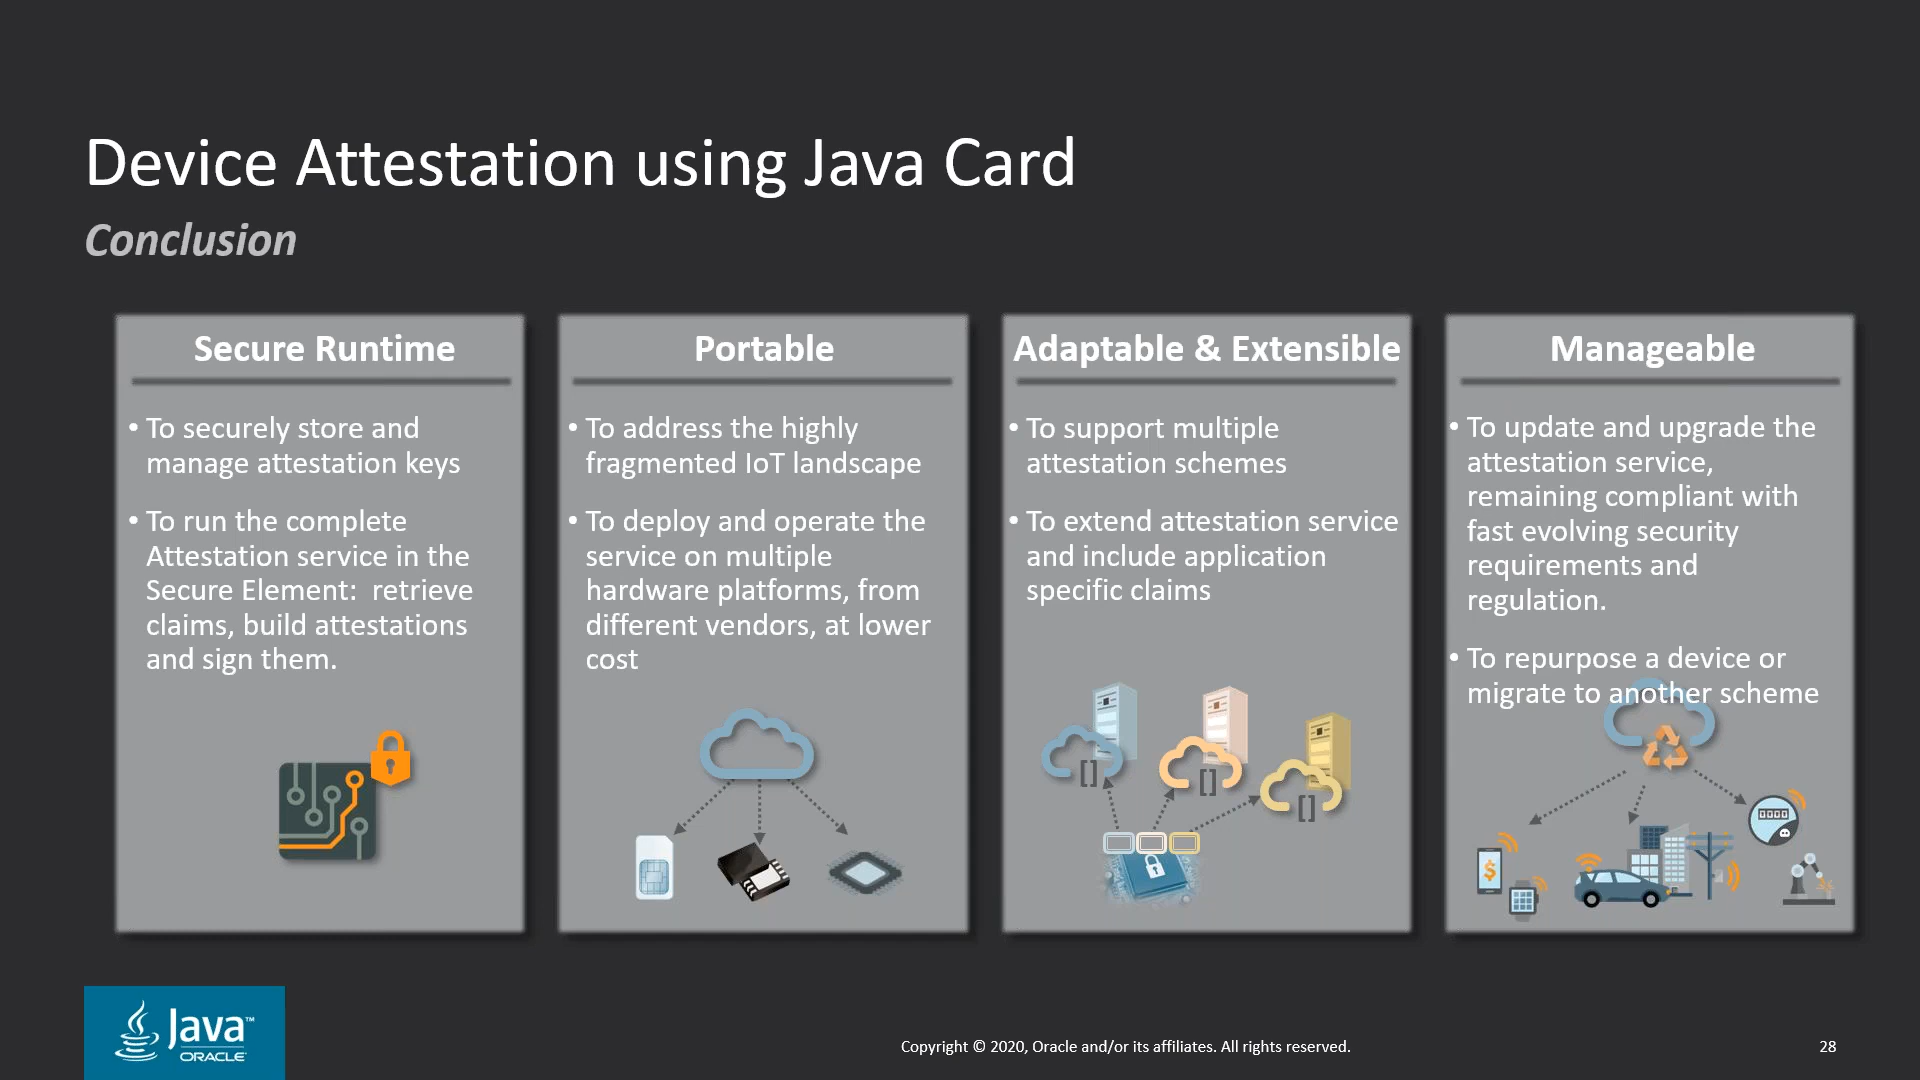 Device Attestation using Java Card
Conclusion
Secure Runtime
• To securely store and
manage attestation keys
• To run the complete
Attestation service in the
Secure Element:  retrieve
claims, build attestations
and sign them.
Portable
• To address the highly
fragmented IoT landscape
• To deploy and operate the
service on multiple
hardware platforms, from
different vendors, at lower
cost
Adaptable & Extensible
• To support multiple
attestation schemes
• To extend attestation service
and include application
specific claims
[]
[]
[]
Manageable
• To update and upgrade the
attestation service,
remaining compliant with
fast evolving security
requirements and
regulation.
• To repurpose a device or
migrate to another scheme
$
Java™
ORACLE
Copyright © 2020, Oracle and/or its affiliates. All rights reserved.
28